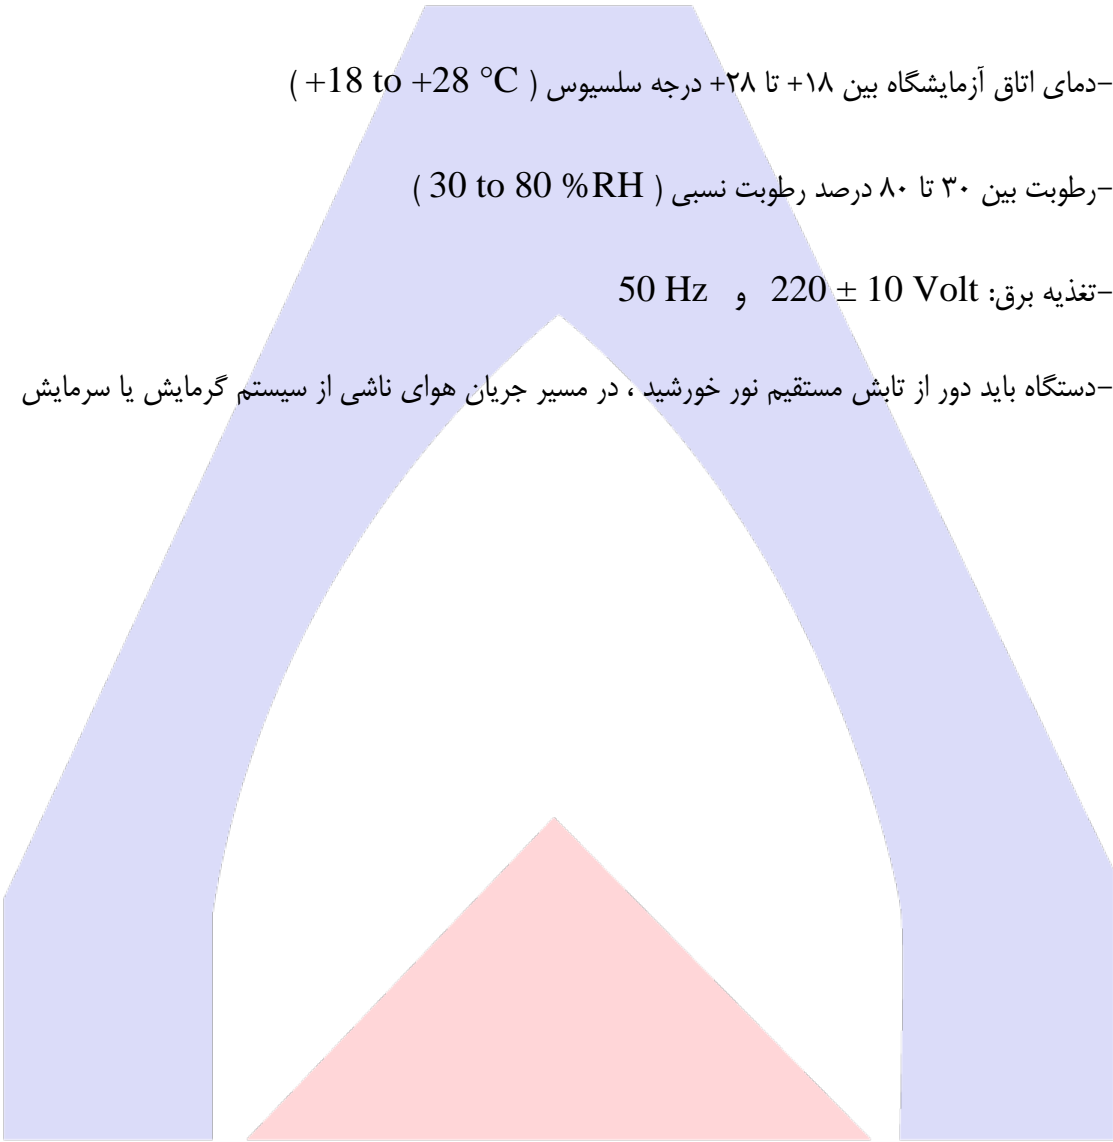 -دمای اتاق آزمایشگاه بین ۱۸+ تا ۲۸+ درجه سلسیوس ( +18 to +28 °C )
-رطوبت بین ۳۰ تا ۸۰ درصد رطوبت نسبی ( 30 to 80 %RH )
-تغذیه برق: 220 ± 10 Volt و 50 Hz
-دستگاه باید دور از تابش مستقیم نور خورشید ، در مسیر جریان هوای ناشی از سیستم گرمایش یا سرمایش